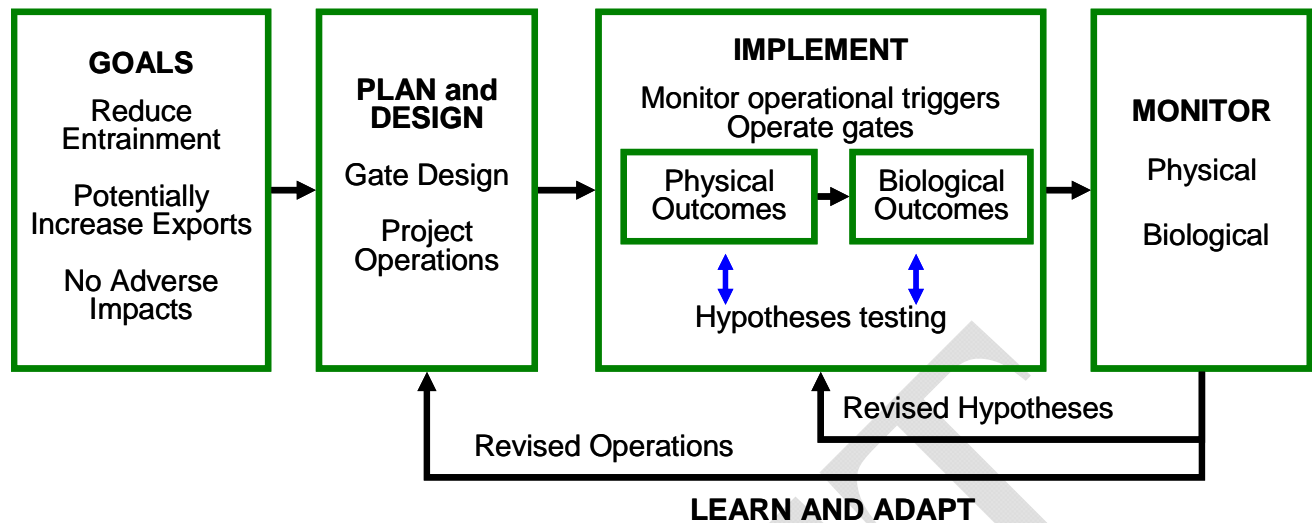 GOALS
Reduce
Entrainment
Potentially
Increase Exports
No Adverse
Impacts
PLAN and
DESIGN
Gate Design
Project
Operations
IMPLEMENT
Monitor operational triggers
Operate gates
Physical
Outcomes
Biological
Outcomes
Hypotheses testing
MONITOR
Physical
Biological
Revised Hypotheses
Revised Operations
LEARN AND ADAPT